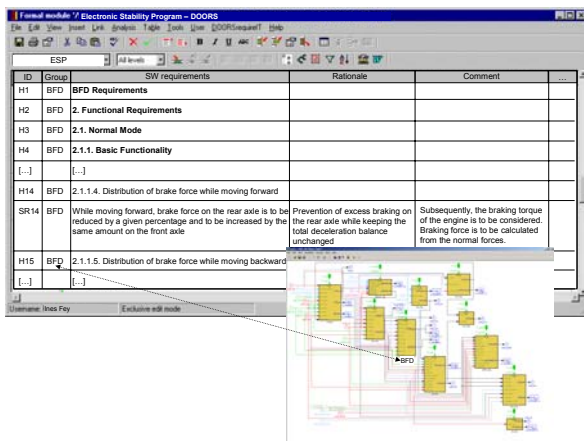 Formal module '/ Electronic Stability Program – DOORS
File Edit View Insert Link Analysis Table Tools User DOORSrequireIT Help
ESP All levels
ID Group SW requirements Rationale Comment ...
H1 BFD BFD Requirements
H2 BFD 2. Functional Requirements
H3 BFD 2.1. Normal Mode
H4 BFD 2.1.1. Basic Functionality
[…] […]
H14 BFD 2.1.1.4. Distribution of brake force while moving forward
SR14 BFD While moving forward, brake force on the rear axle is to be
reduced by a given percentage and to be increased by the
same amount on the front axle
Prevention of excess braking on
the rear axle while keeping the
total deceleration balance
unchanged
Subsequently, the braking torque
of the engine is to be considered.
Braking force is to be calculated
from the normal forces.
H15 BFD 2.1.1.5. Distribution of brake force while moving backward
[…] […]
Username: Ines Fey Exclusive edit mode
BFD